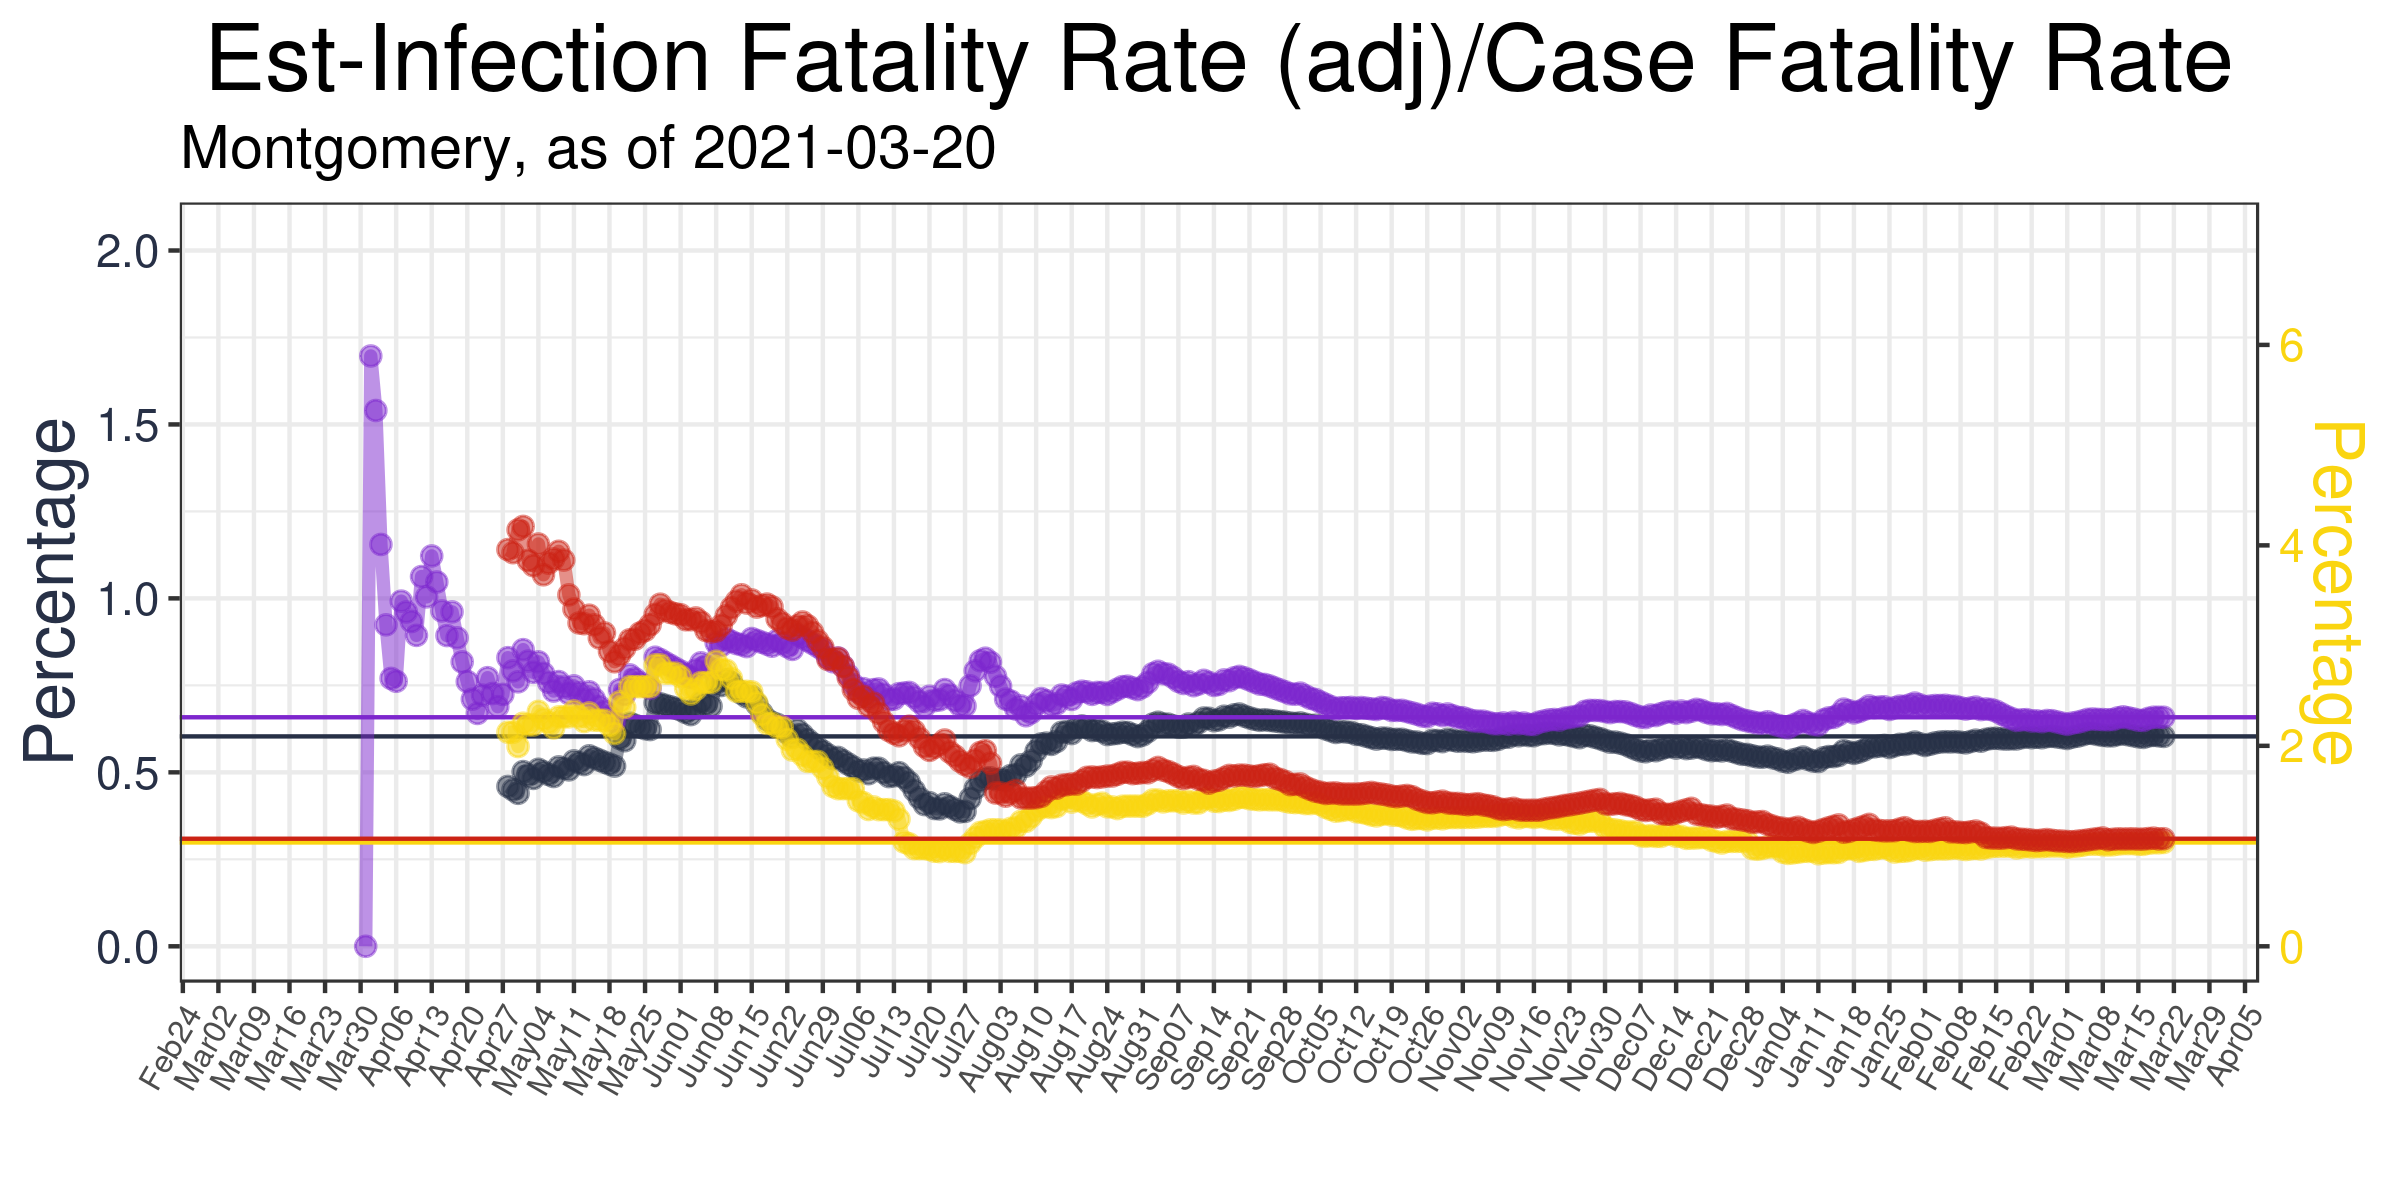 Est-Infection Fatality Rate (adj)/Case Fatality Rate
Montgomery, as of 2021-03-20
Percentage
2.0
1.5
1.0
0.5
0.0
6
4
2
0
Percentage
Feb24
Mar02
Mar09
Mar16
Mar23
Mar30
Apr06
Apr13
Apr20
Apr27
May04
May11
May18
May25
Jun01
Jun08
Jun15
Jun22
Jun29
Jul06
Jul13
Jul20
Jul27
Aug03
Aug10
Aug17
Aug24
Aug31
Sep07
Sep14
Sep21
Sep28
Oct05
Oct12
Oct19
Oct26
Nov02
Nov09
Nov16
Nov23
Nov30
Dec07
Dec14
Dec21
Dec28
Jan04
Jan11
Jan18
Jan25
Feb01
Feb08
Feb15
Feb22
Mar01
Mar08
Mar15
Mar22
Mar29
Apr05